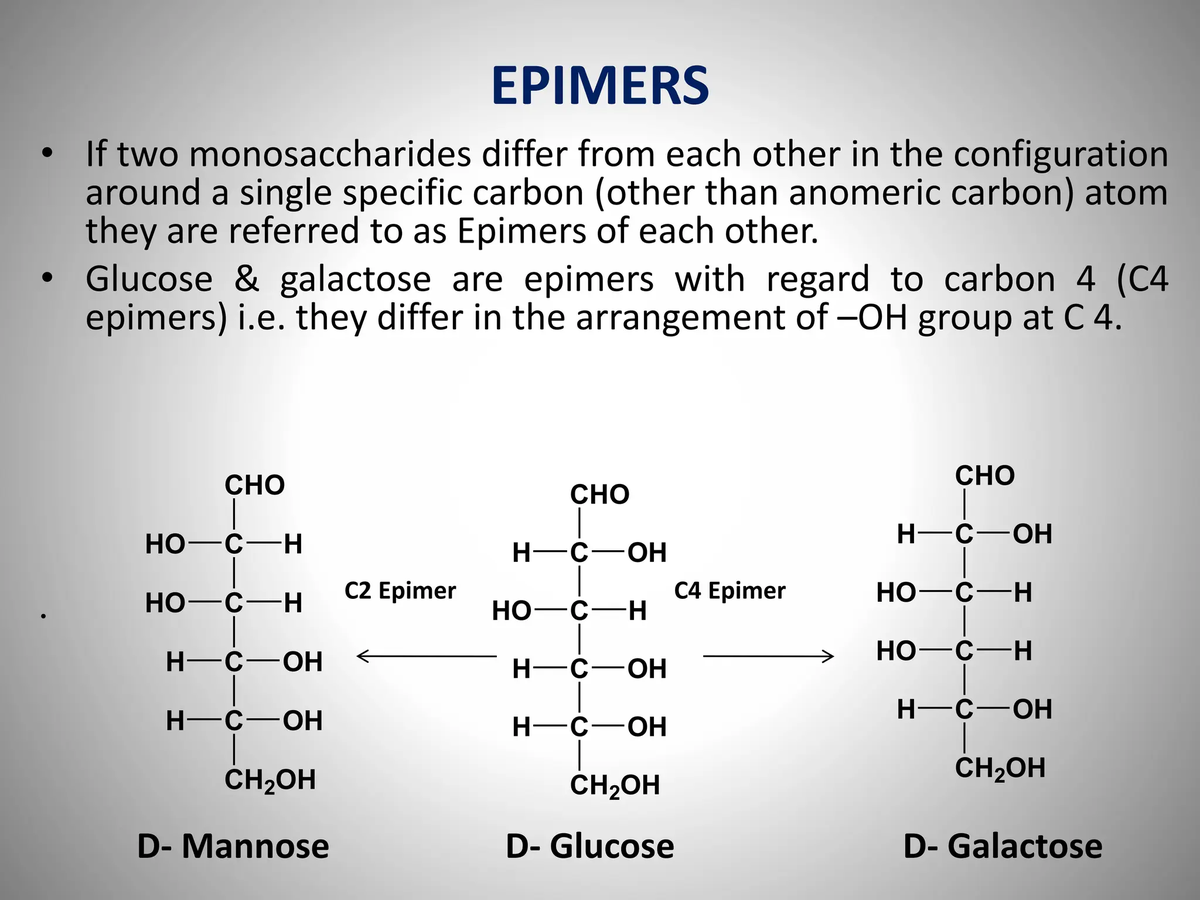 EPIMERS
• If two monosaccharides differ from each other in the configuration
around a single specific carbon (other than anomeric carbon) atom
they are referred to as Epimers of each other.
• Glucose & galactose are epimers with regard to carbon 4 (C4
epimers) i.e. they differ in the arrangement of –OH group at C 4.
CHO
HO—C—H
HO—C—H
H—C—OH
H—C—OH
CH₂OH
D- Mannose
C2 Epimer
CHO
H—C—OH
HO—C—H
H—C—OH
H—C—OH
CH₂OH
D- Glucose
C4 Epimer
CHO
H—C—OH
HO—C—H
HO—C—H
H—C—OH
CH₂OH
D- Galactose